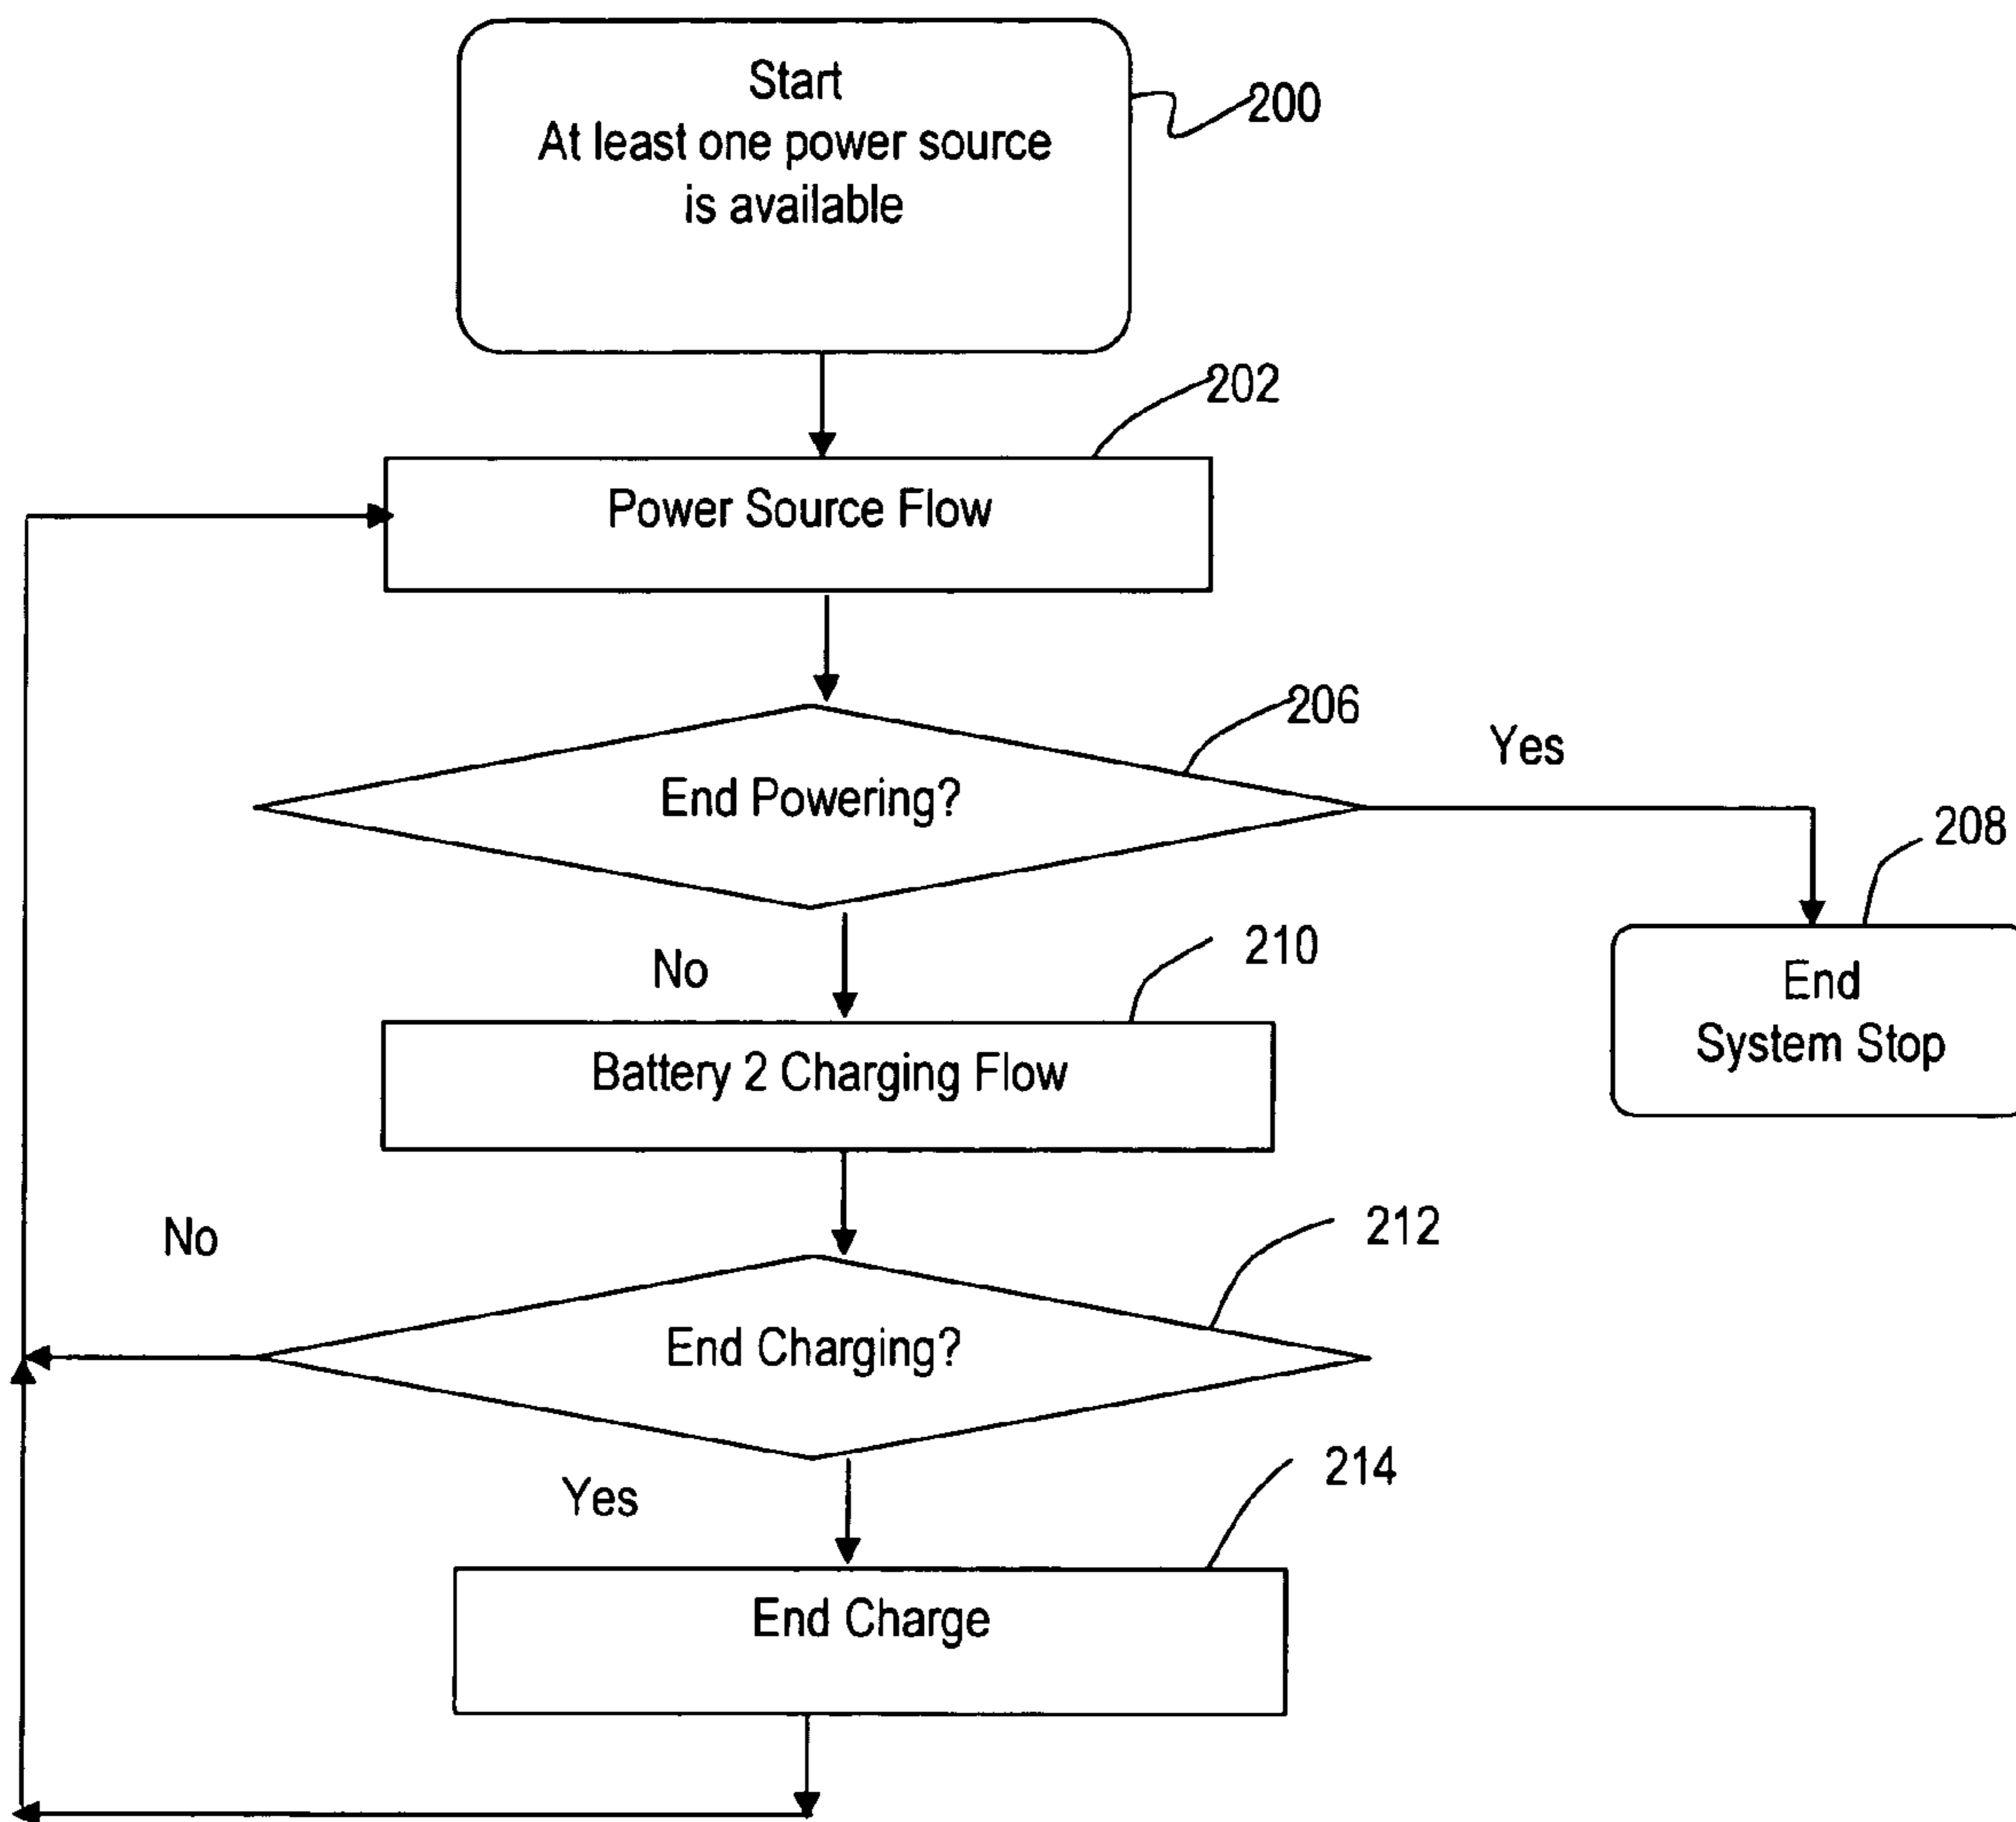 Start
At least one power source
is available
200
202
Power Source Flow
206
Yes
End Powering?
208
No
210
End
System Stop
Battery 2 Charging Flow
212
No
End Charging?
214
Yes
End Charge